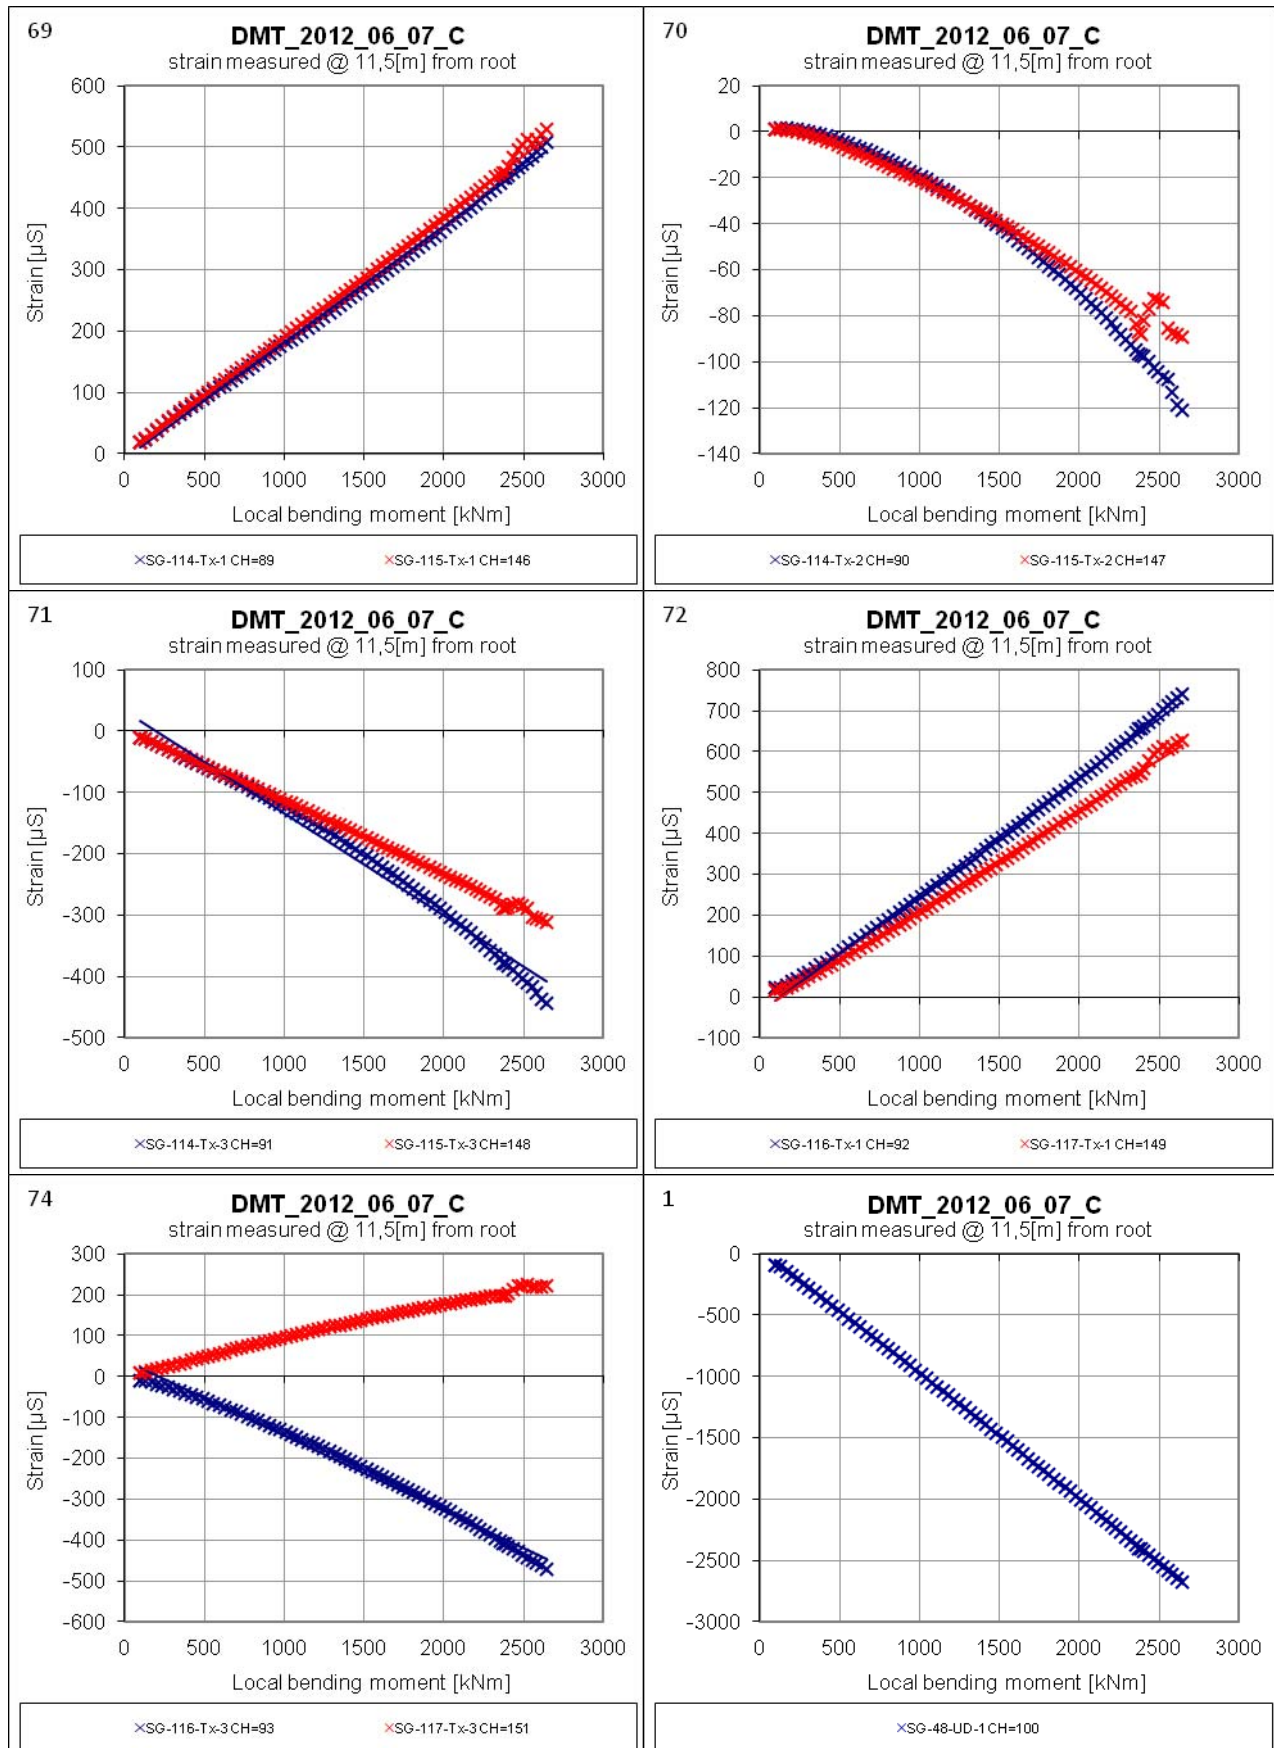 69
DMT_2012_06_07_C
strain measured @ 11,5[m] from root
600
500
400
300
200
100
0
Strain [µS]
0 500 1000 1500 2000 2500 3000
Local bending moment [kNm]
×SG-114-Tx-1 CH=89 ×SG-115-Tx-1 CH=146
70
DMT_2012_06_07_C
strain measured @ 11,5[m] from root
20
0
-20
-40
-60
-80
-100
-120
-140
Strain [µS]
0 500 1000 1500 2000 2500 3000
Local bending moment [kNm]
×SG-114-Tx-2 CH=90 ×SG-115-Tx-2 CH=147
71
DMT_2012_06_07_C
strain measured @ 11,5[m] from root
100
0
-100
-200
-300
-400
-500
Strain [µS]
0 500 1000 1500 2000 2500 3000
Local bending moment [kNm]
×SG-114-Tx-3 CH=91 ×SG-115-Tx-3 CH=148
72
DMT_2012_06_07_C
strain measured @ 11,5[m] from root
800
700
600
500
400
300
200
100
0
-100
Strain [µS]
0 500 1000 1500 2000 2500 3000
Local bending moment [kNm]
×SG-116-Tx-1 CH=92 ×SG-117-Tx-1 CH=149
74
DMT_2012_06_07_C
strain measured @ 11,5[m] from root
300
200
100
0
-100
-200
-300
-400
-500
-600
Strain [µS]
0 500 1000 1500 2000 2500 3000
Local bending moment [kNm]
×SG-116-Tx-3 CH=93 ×SG-117-Tx-3 CH=151
1
DMT_2012_06_07_C
strain measured @ 11,5[m] from root
0
-500
-1000
-1500
-2000
-2500
-3000
Strain [µS]
0 500 1000 1500 2000 2500 3000
Local bending moment [kNm]
×SG-48-UD-1 CH=100